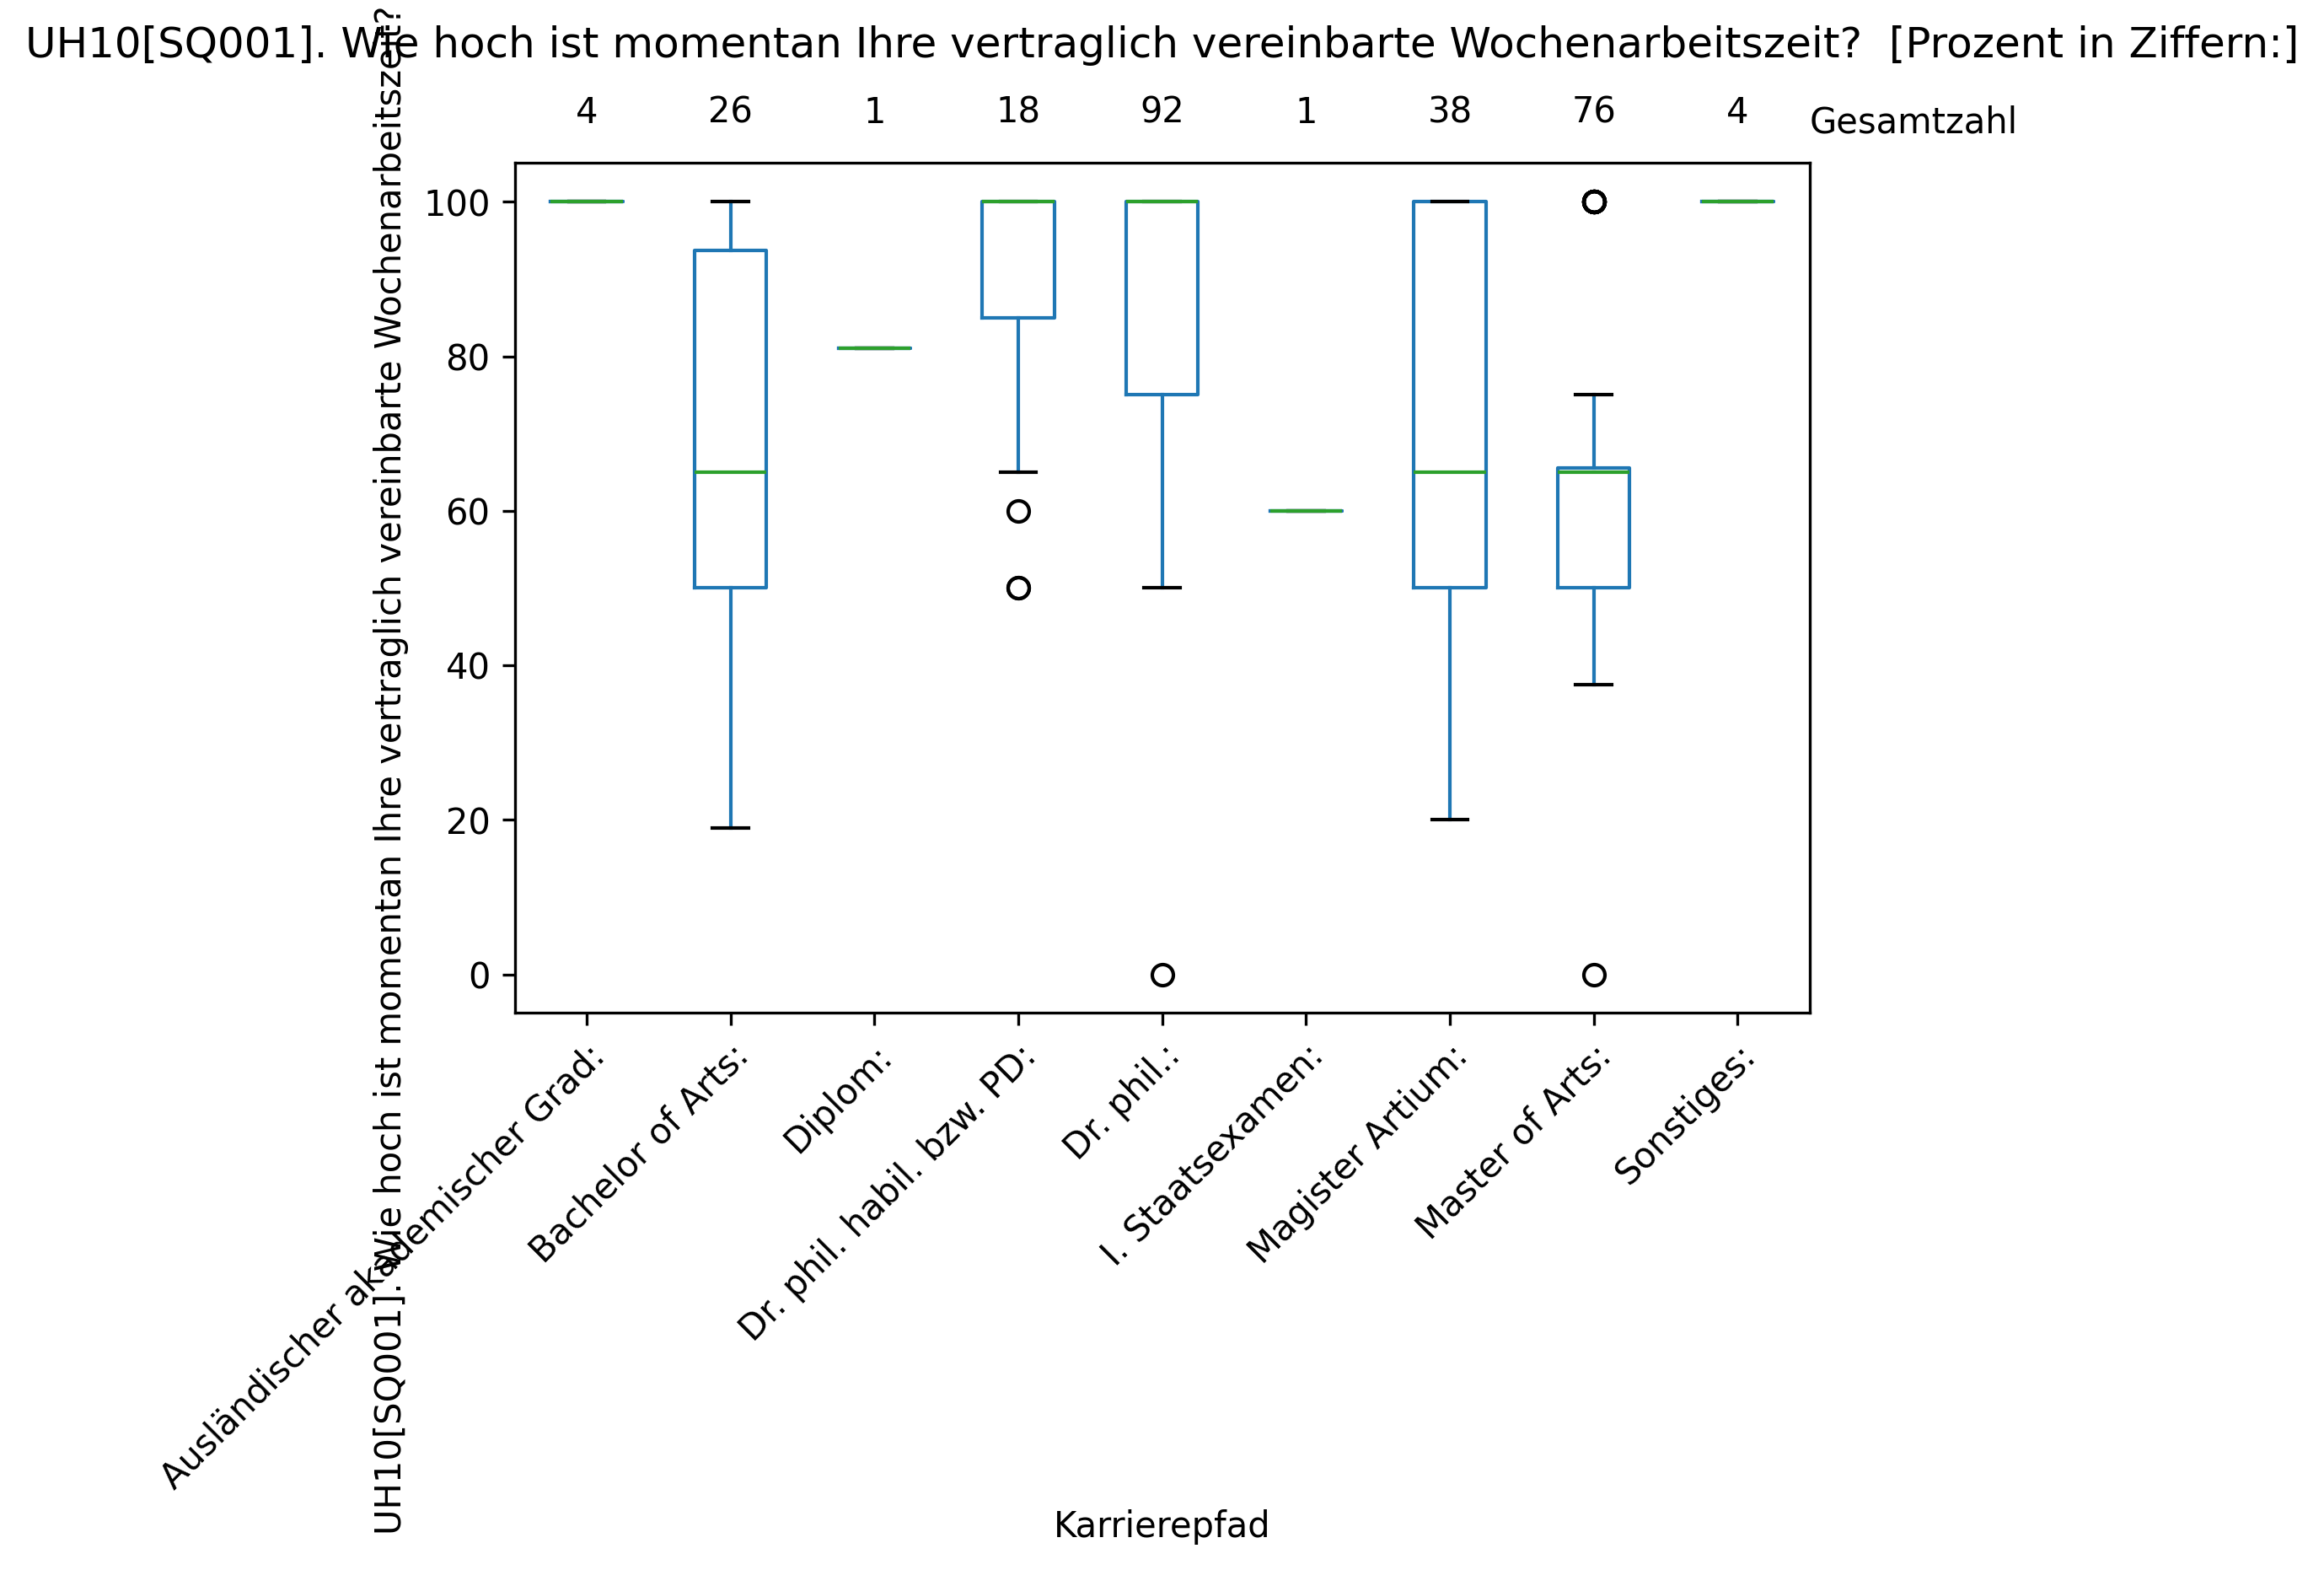 UH10[SQ001]. Wie hoch ist momentan Ihre vertraglich vereinbarte Wochenarbeitszeit?  [Prozent in Ziffern:]
4 26 1 18 92 1 38 76 4 Gesamtzahl
UH10[SQ001]. Wie hoch ist momentan Ihre vertraglich vereinbarte Wochenarbeitszeit?
100
80
60
40
20
0
Ausländischer akademischer Grad:
Bachelor of Arts:
Diplom:
Dr. phil. habil. bzw. PD:
Dr. phil.:
I. Staatsexamen:
Magister Artium:
Master of Arts:
Sonstiges:
Karrierepfad